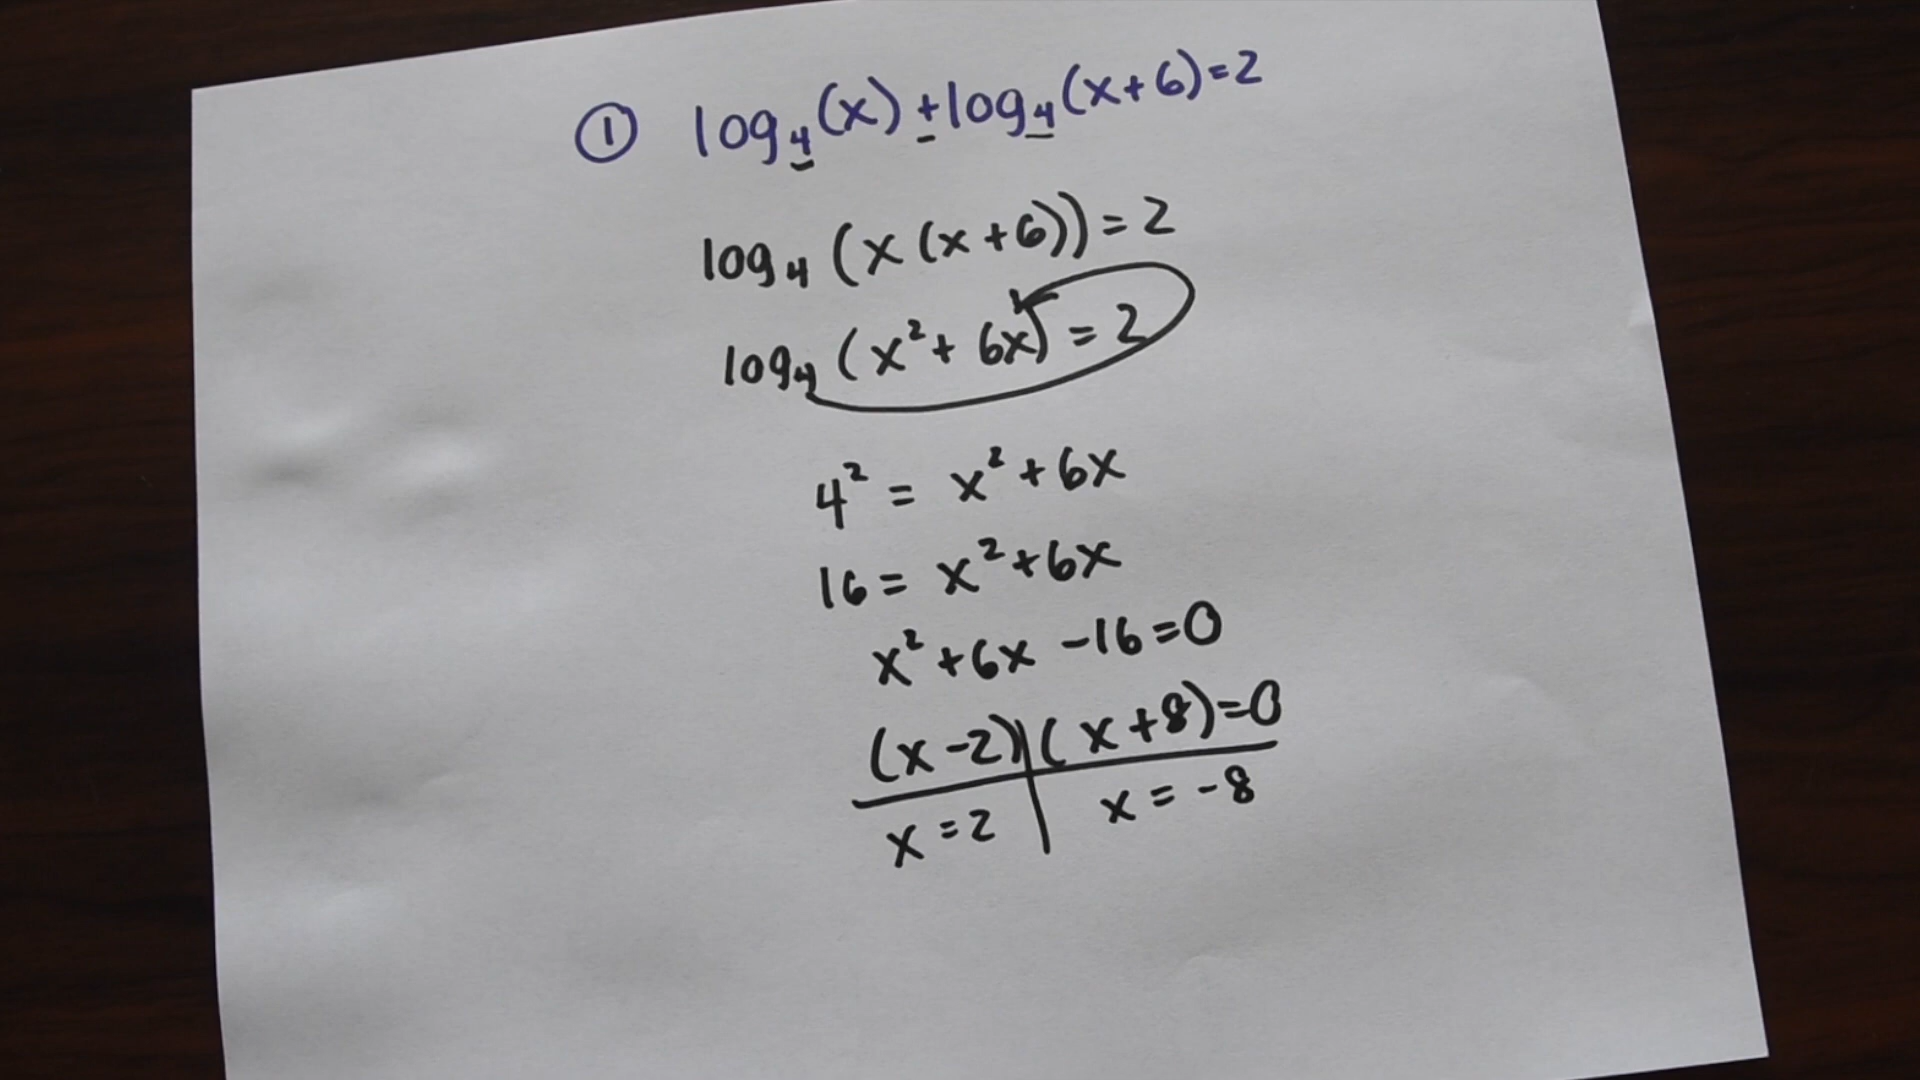 ① log₄(x) + log₄(x+6)=2
log₄(x(x+6))=2
log₄(x²+6x)=2
4² = x²+6x
16= x²+6x
x²+6x -16=0
(x-2)(x+8)=0
x=2 | x=-8